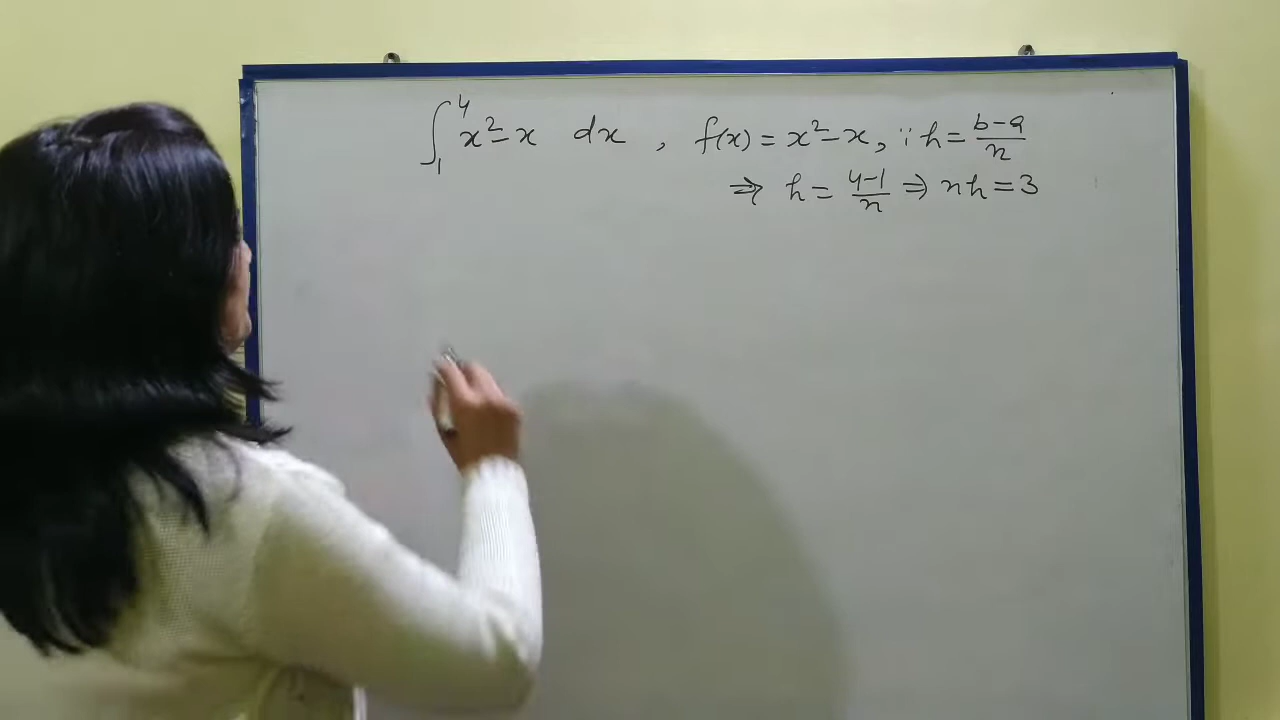 ∫₁⁴ x² – x dx , f(x) = x² – x, ∵ h = (b–a)/n
⇒ h = (4–1)/n ⇒ nh = 3